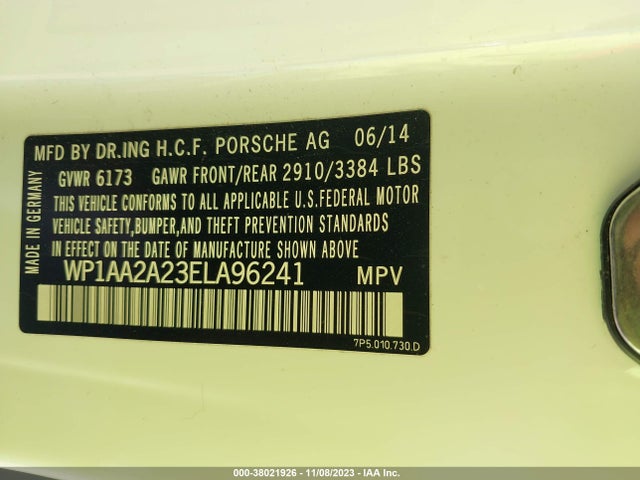 MFD BY DR.ING H.C.F. PORSCHE AG 06/14
GVWR 6173 GAWR FRONT/REAR 2910/3384 LBS
THIS VEHICLE CONFORMS TO ALL APPLICABLE U.S.FEDERAL MOTOR
VEHICLE SAFETY,BUMPER,AND THEFT PREVENTION STANDARDS
IN EFFECT ON THE DATE OF MANUFACTURE SHOWN ABOVE
WP1AA2A23ELA96241 MPV
7P5.010.730.D
MADE IN GERMANY
000-38021926 - 11/08/2023 - IAA Inc.